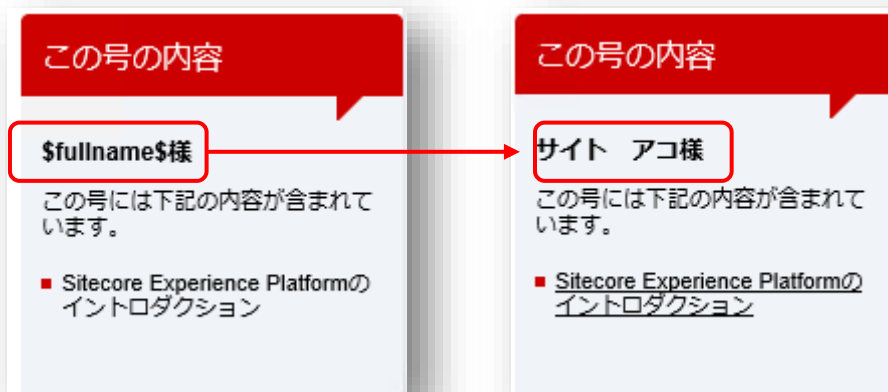 この号の内容
$fullname$様
この号には下記の内容が含まれて
います。
Sitecore Experience Platformの
イントロダクション
この号の内容
サイト　アコ様
この号には下記の内容が含まれて
います。
Sitecore Experience Platformの
イントロダクション